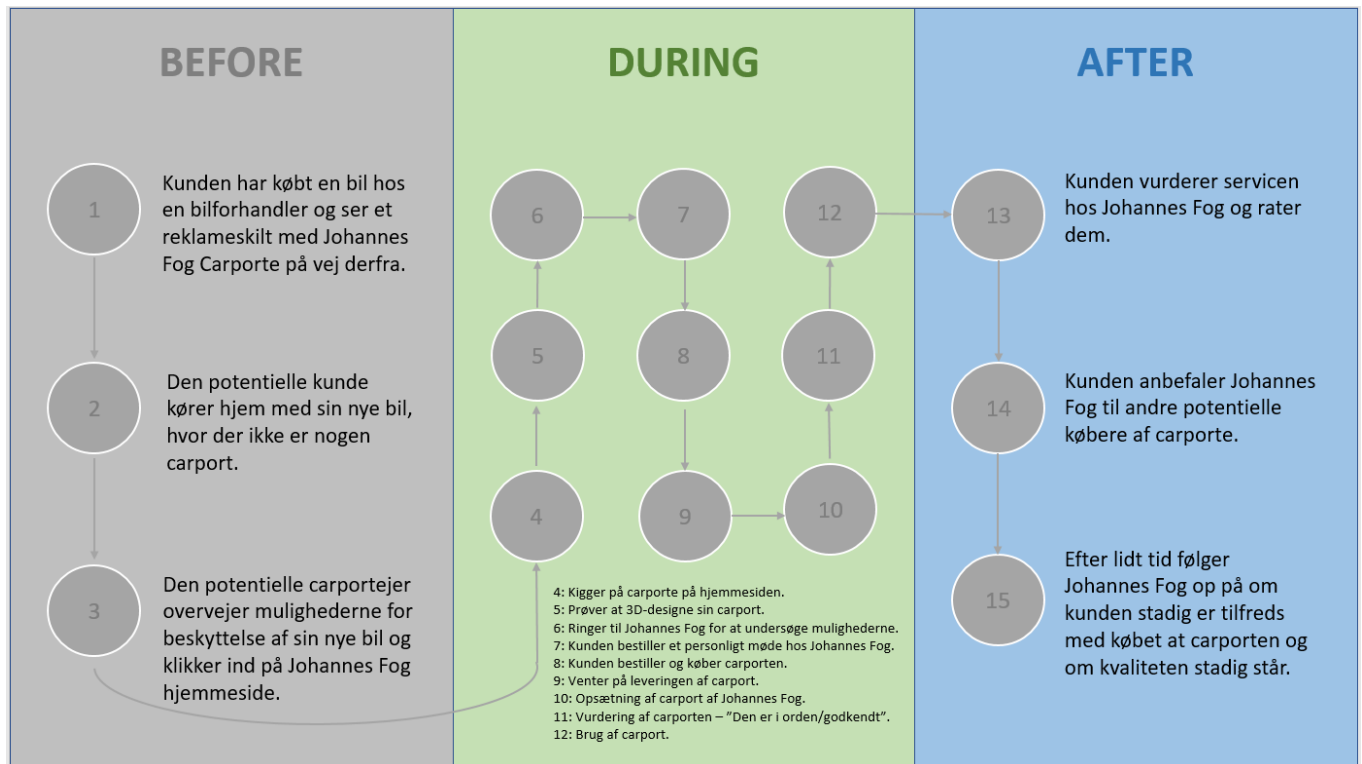 BEFORE
1
Kunden har købt en bil hos
en bilforhandler og ser et
reklameskilt med Johannes
Fog Carporte på vej derfra.
2
Den potentielle kunde
kører hjem med sin nye bil,
hvor der ikke er nogen
carport.
3
Den potentielle carportejer
overvejer mulighederne for
beskyttelse af sin nye bil og
klikker ind på Johannes Fog
hjemmeside.
DURING
6
7
12
5
8
11
4
9
10
4: Kigger på carporte på hjemmesiden.
5: Prøver at 3D-designe sin carport.
6: Ringer til Johannes Fog for at undersøge mulighederne.
7: Kunden bestiller et personligt møde hos Johannes Fog.
8: Kunden bestiller og køber carporten.
9: Venter på leveringen af carport.
10: Opsætning af carport af Johannes Fog.
11: Vurdering af carporten – ”Den er i orden/godkendt”.
12: Brug af carport.
AFTER
13
Kunden vurderer servicen
hos Johannes Fog og rater
dem.
14
Kunden anbefaler Johannes
Fog til andre potentielle
købere af carporte.
15
Efter lidt tid følger
Johannes Fog op på om
kunden stadig er tilfreds
med købet at carporten og
om kvaliteten stadig står.